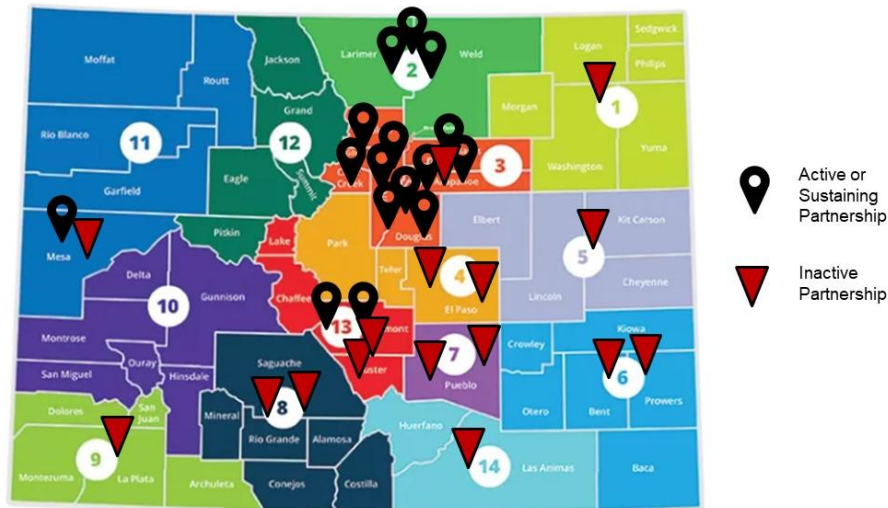 Moffat
Routt
Jackson
Larimer
Weld
2
Logan
Sedgwick
Philips
1
Morgan
Washington
Yuma
Rio Blanco
11
Garfield
Grand
12
Eagle
Summit
Creek
3
Douglas
Elbert
Kit Carson
5
Lincoln
Cheyenne
Mesa
Pitkin
Lake
Park
Teller
4
El Paso
Delta
Gunnison
10
Chaffee
13
Montrose
Ouray
San Miguel
Hinsdale
Saguache
8
Mineral
Rio Grande
Alamosa
Conejos
Costilla
7
Pueblo
Crowley
Kiowa
6
Otero
Bent
Prowers
Baca
Dolores
San
Juan
9
Montezuma
La Plata
Archuleta
Huerfano
14
Las Animas
Active or
Sustaining
Partnership
Inactive
Partnership